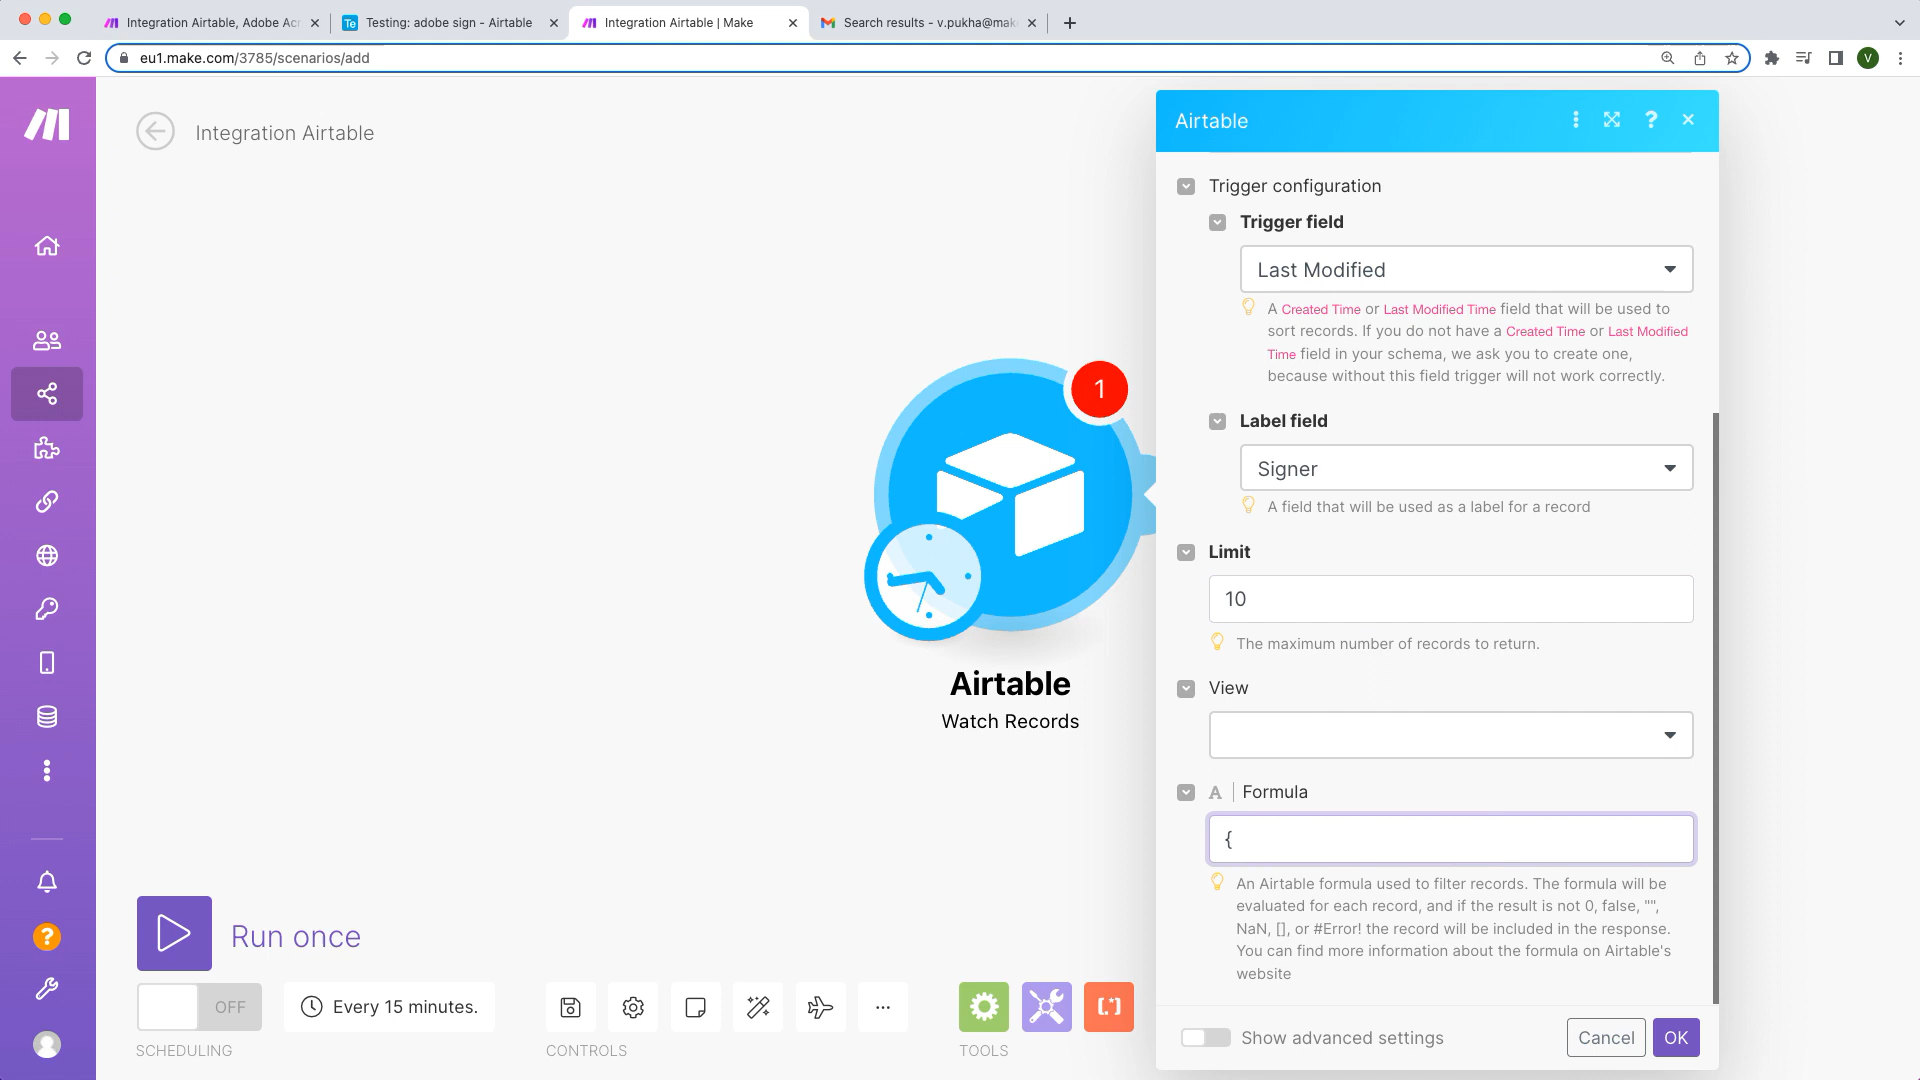 Integration Airtable, Adobe Acr
Testing: adobe sign - Airtable
Integration Airtable | Make
Search results - v.pukha@mak
eu1.make.com/3785/scenarios/add
V
Integration Airtable
1
Airtable
Watch Records
Run once
OFF
Every 15 minutes.
SCHEDULING
CONTROLS
TOOLS
Airtable
Trigger configuration
Trigger field
Last Modified
A Created Time or Last Modified Time field that will be used to
sort records. If you do not have a Created Time or Last Modified
Time field in your schema, we ask you to create one,
because without this field trigger will not work correctly.
Label field
Signer
A field that will be used as a label for a record
Limit
10
The maximum number of records to return.
View
A | Formula
{
An Airtable formula used to filter records. The formula will be
evaluated for each record, and if the result is not 0, false, "",
NaN, [], or #Error! the record will be included in the response.
You can find more information about the formula on Airtable's
website
Show advanced settings
Cancel
OK